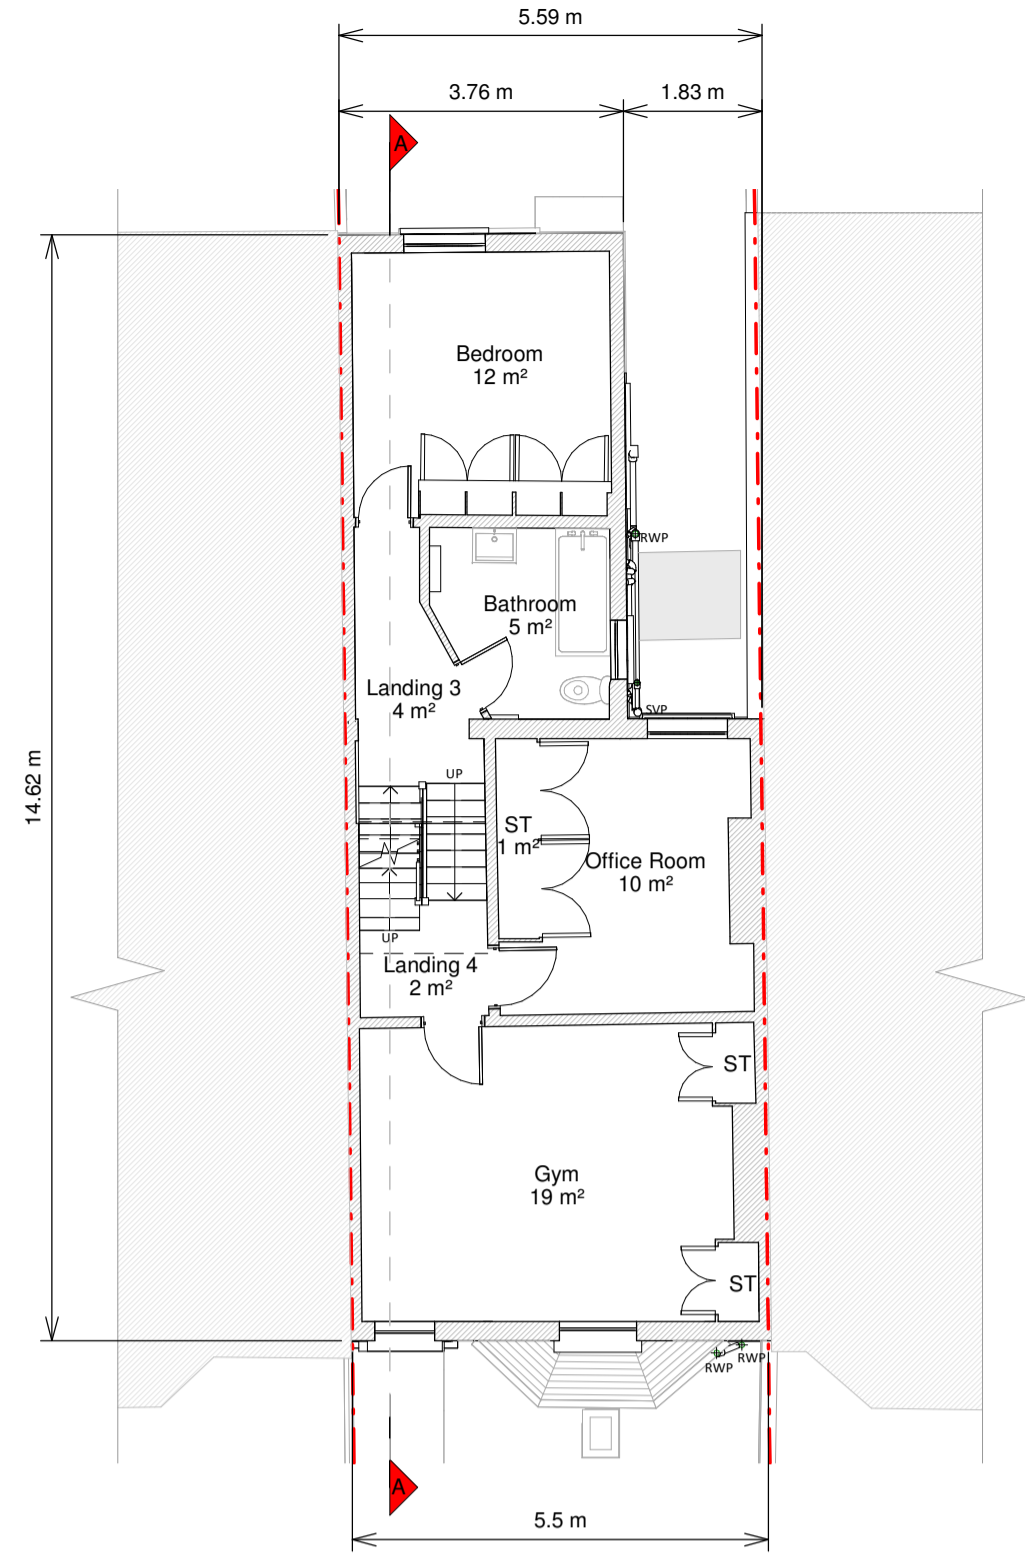 5.59 m
3.76 m
1.83 m
A
Bedroom
12 m²
RWP
Bathroom
5 m²
Landing 3
4 m²
SVP
UP
14.62 m
ST
1 m²
Office Room
10 m²
UP
Landing 4
2 m²
ST
Gym
19 m²
ST
RWP
RWP
A
5.5 m